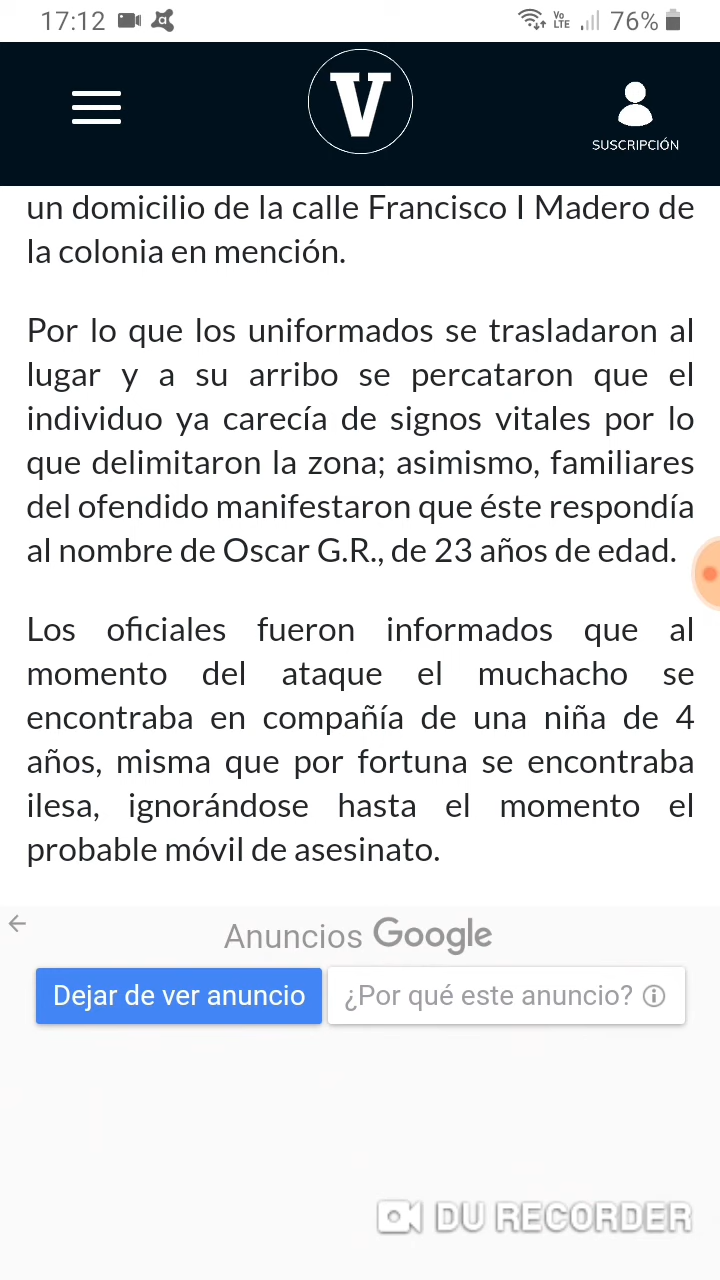 17:12 Vo LTE 76%
V
SUSCRIPCIÓN
un domicilio de la calle Francisco I Madero de
la colonia en mención.
Por lo que los uniformados se trasladaron al
lugar y a su arribo se percataron que el
individuo ya carecía de signos vitales por lo
que delimitaron la zona; asimismo, familiares
del ofendido manifestaron que éste respondía
al nombre de Oscar G.R., de 23 años de edad.
Los oficiales fueron informados que al
momento del ataque el muchacho se
encontraba en compañía de una niña de 4
años, misma que por fortuna se encontraba
ilesa, ignorándose hasta el momento el
probable móvil de asesinato.
Anuncios Google
Dejar de ver anuncio ¿Por qué este anuncio?
DU RECORDER